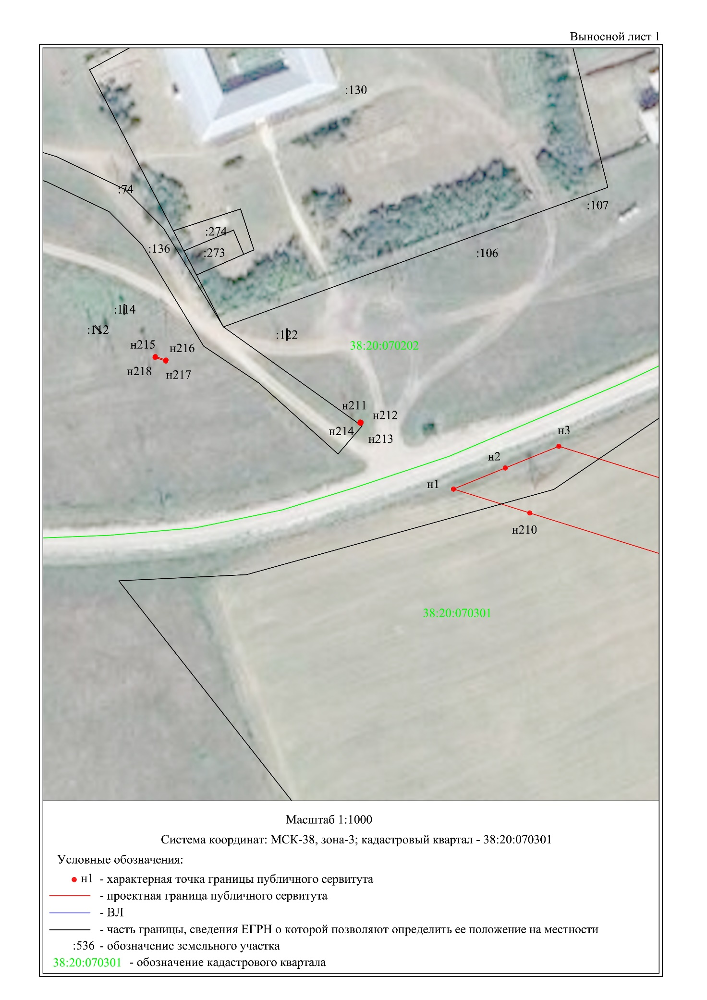 Выносной лист 1
:130
:74
:107
:274
:136
:273
:106
:114
:112
:122
н215
н216
38:20:070202
н218
н217
н211
н212
н214
н213
н3
н2
н1
н210
38:20:070301
Масштаб 1:1000
Система координат: МСК-38, зона-3; кадастровый квартал - 38:20:070301
Условные обозначения:
н1 - характерная точка границы публичного сервитута
- проектная граница публичного сервитута
- ВЛ
- часть границы, сведения ЕГРН о которой позволяют определить ее положение на местности
:536 - обозначение земельного участка
38:20:070301 - обозначение кадастрового квартала